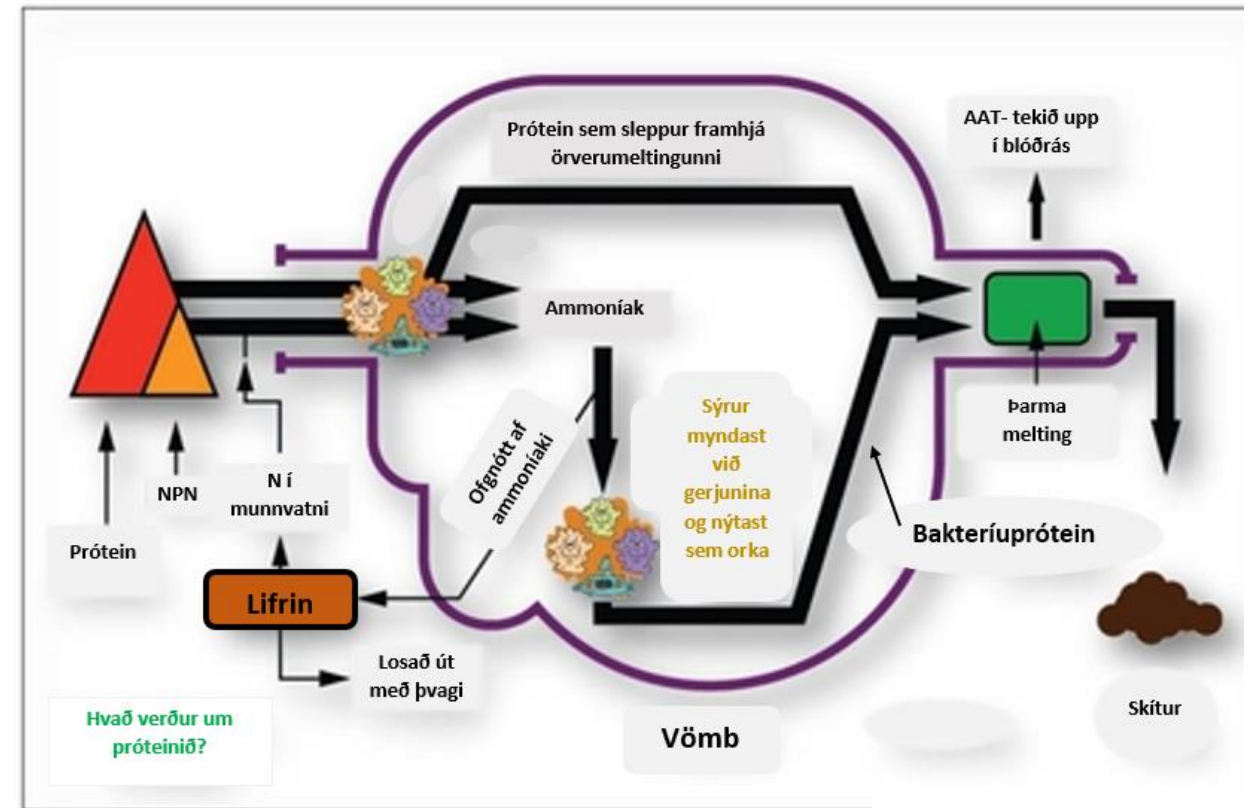 Prótein sem sleppur framhjá
örverumeltingunni
AAT- tekið upp
í blóðrás
Ammoníak
Ofgnótt af
ammoníaki
Sýrur
myndast
við
gerjunina
og nýtast
sem orka
Þarma
melting
Bakteríuprótein
NPN
N í
munnvatni
Prótein
Lifrin
Losað út
með þvagi
Hvað verður um
próteinið?
Vömb
Skítur